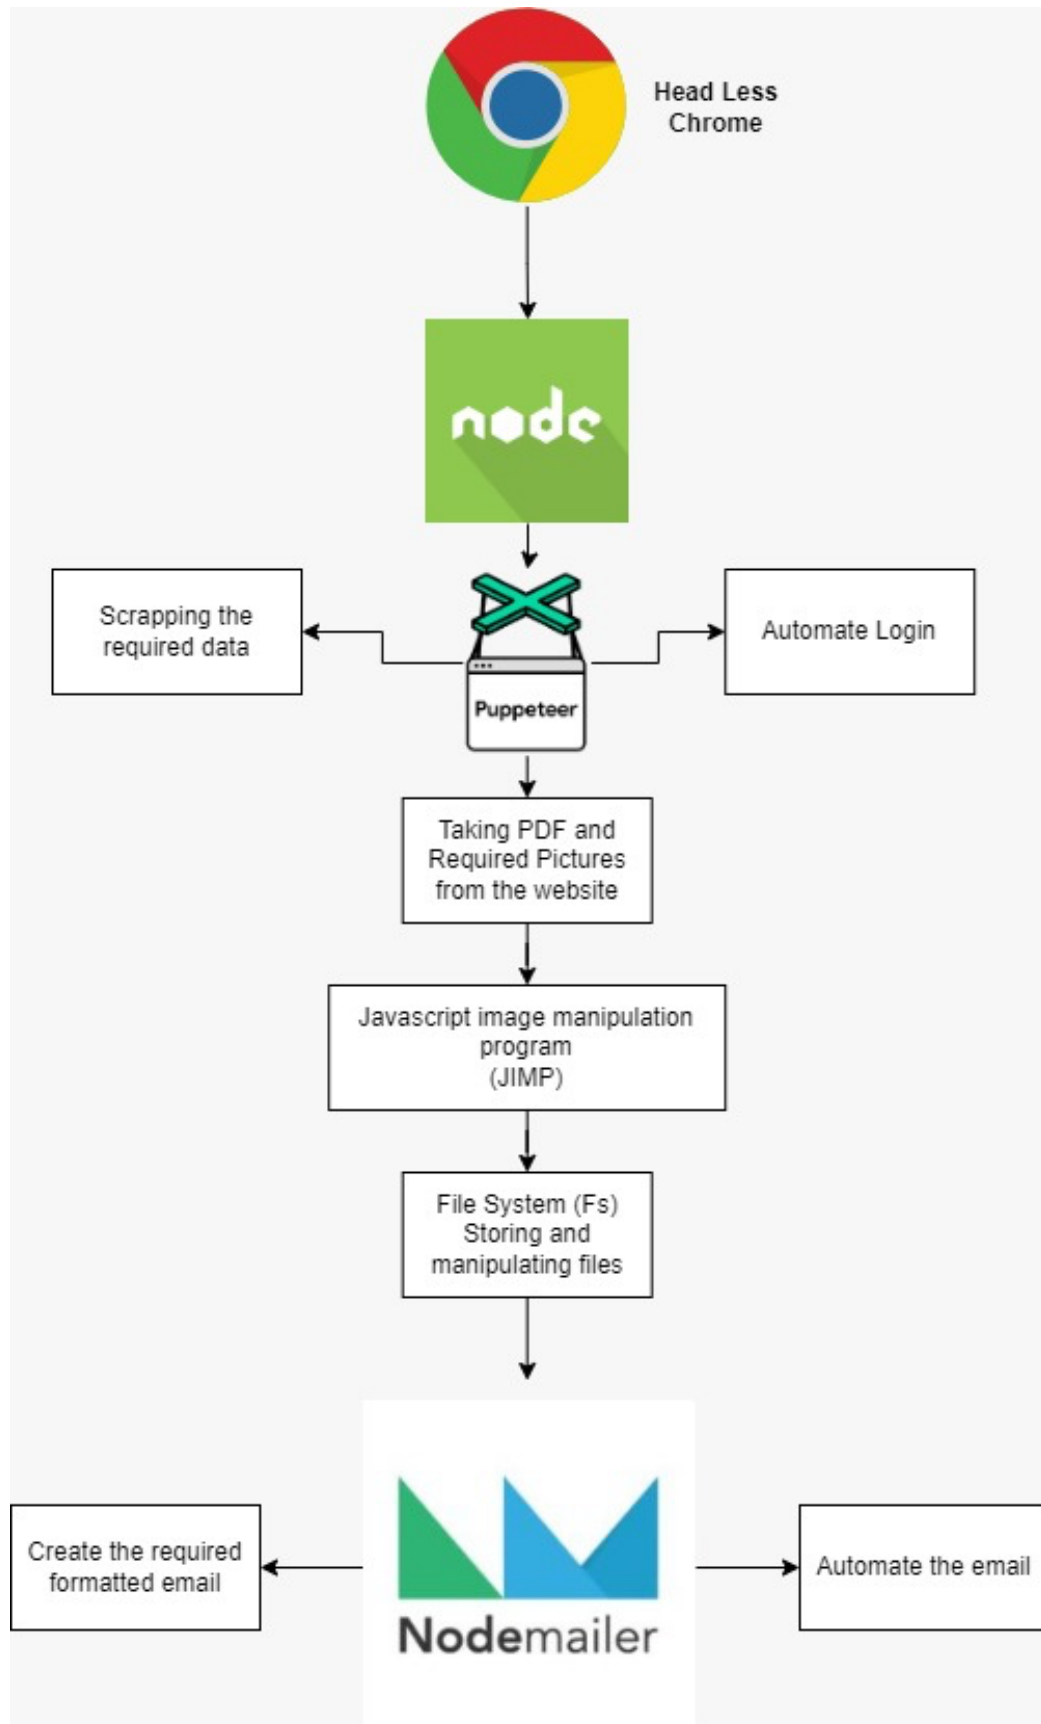 Head Less
Chrome
node
Scrapping the
required data
Automate Login
Puppeteer
Taking PDF and
Required Pictures
from the website
Javascript image manipulation
program
(JIMP)
File System (Fs)
Storing and
manipulating files
Create the required
formatted email
Automate the email
Nodemailer